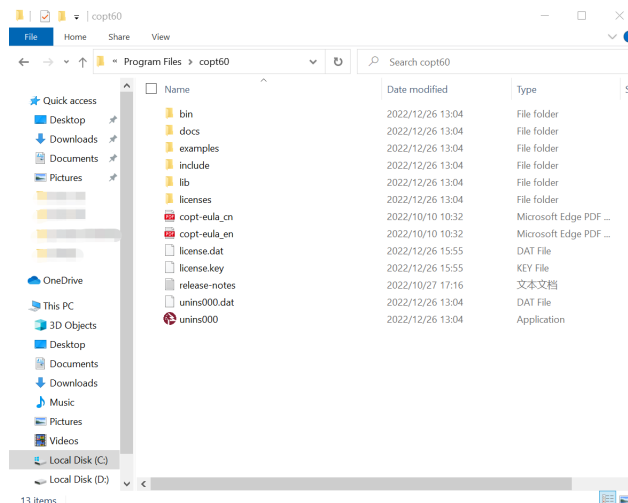 copt60
File Home Share View
« Program Files › copt60 Search copt60
Name Date modified Type
Quick access
Desktop
Downloads
Documents
Pictures
OneDrive
This PC
3D Objects
Desktop
Documents
Downloads
Music
Pictures
Videos
Local Disk (C:)
Local Disk (D:)
bin 2022/12/26 13:04 File folder
docs 2022/12/26 13:04 File folder
examples 2022/12/26 13:04 File folder
include 2022/12/26 13:04 File folder
lib 2022/12/26 13:04 File folder
licenses 2022/12/26 13:04 File folder
copt-eula_cn 2022/10/10 10:32 Microsoft Edge PDF ...
copt-eula_en 2022/10/10 10:32 Microsoft Edge PDF ...
license.dat 2022/12/26 15:55 DAT File
license.key 2022/12/26 15:55 KEY File
release-notes 2022/10/27 17:16 文本文档
unins000.dat 2022/12/26 13:04 DAT File
unins000 2022/12/26 13:04 Application
13 items